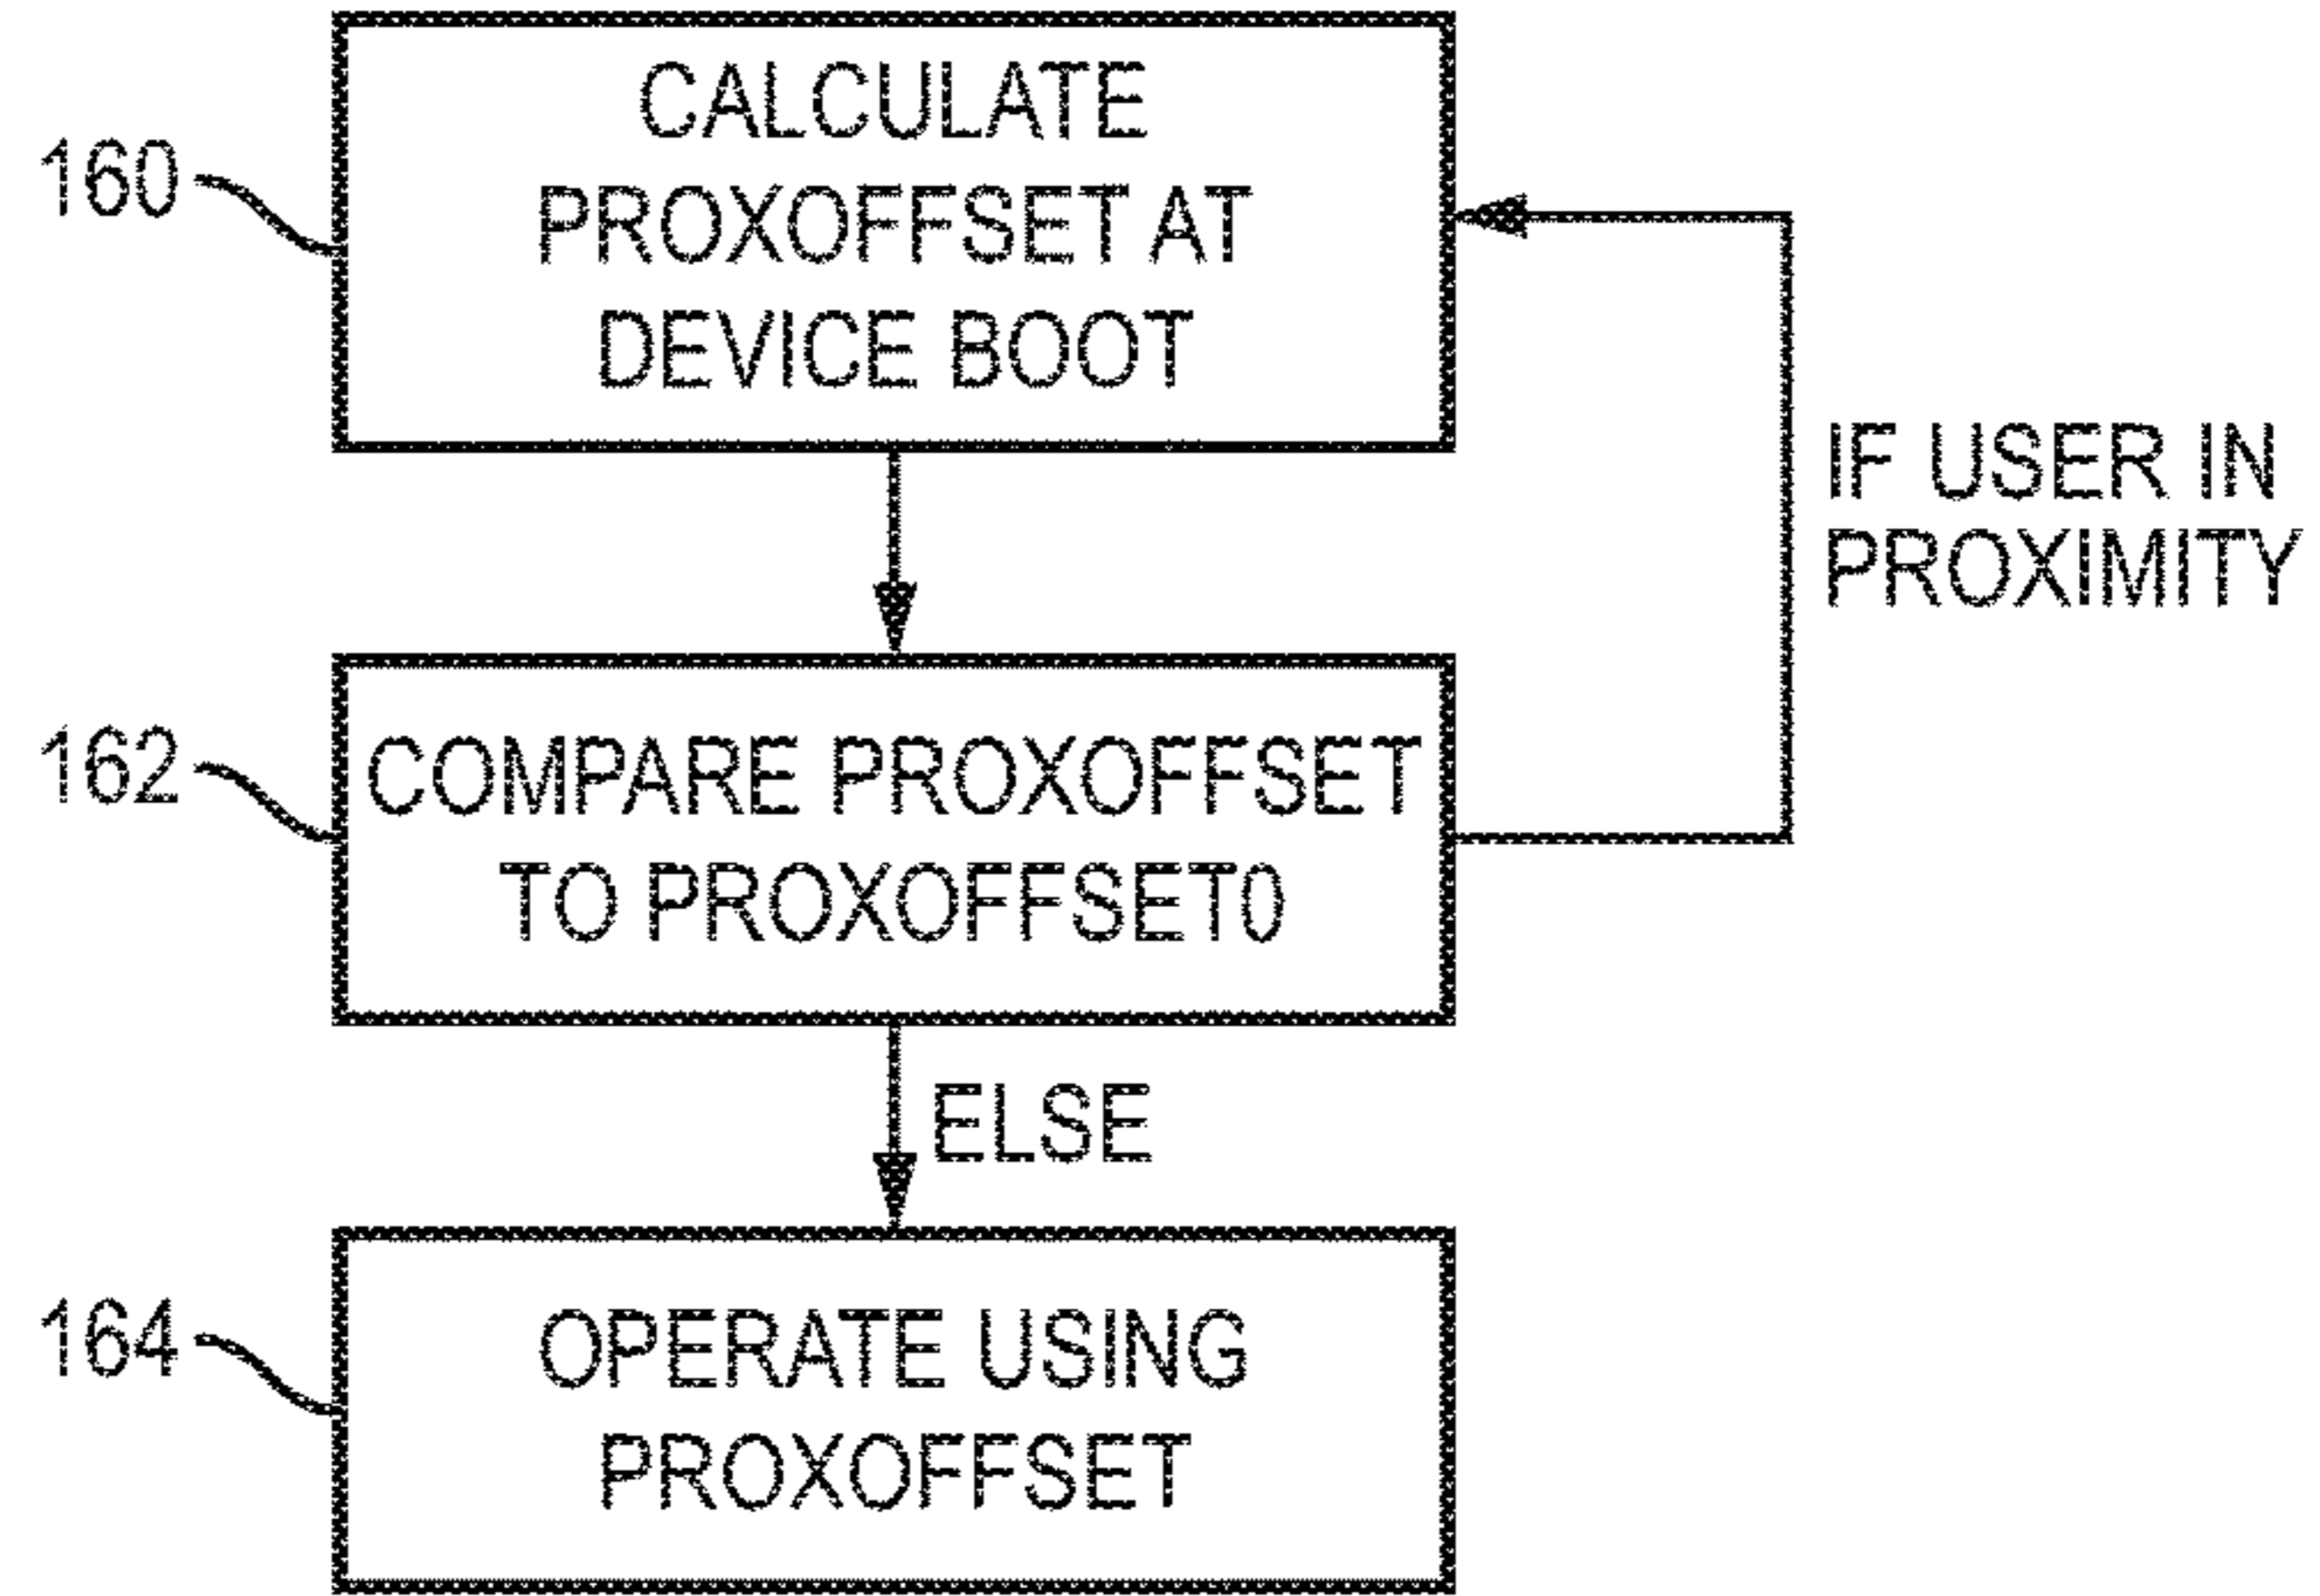 160
CALCULATE
PROXOFFSET AT
DEVICE BOOT
IF USER IN
PROXIMITY
162
COMPARE PROXOFFSET
TO PROXOFFSET0
ELSE
164
OPERATE USING
PROXOFFSET